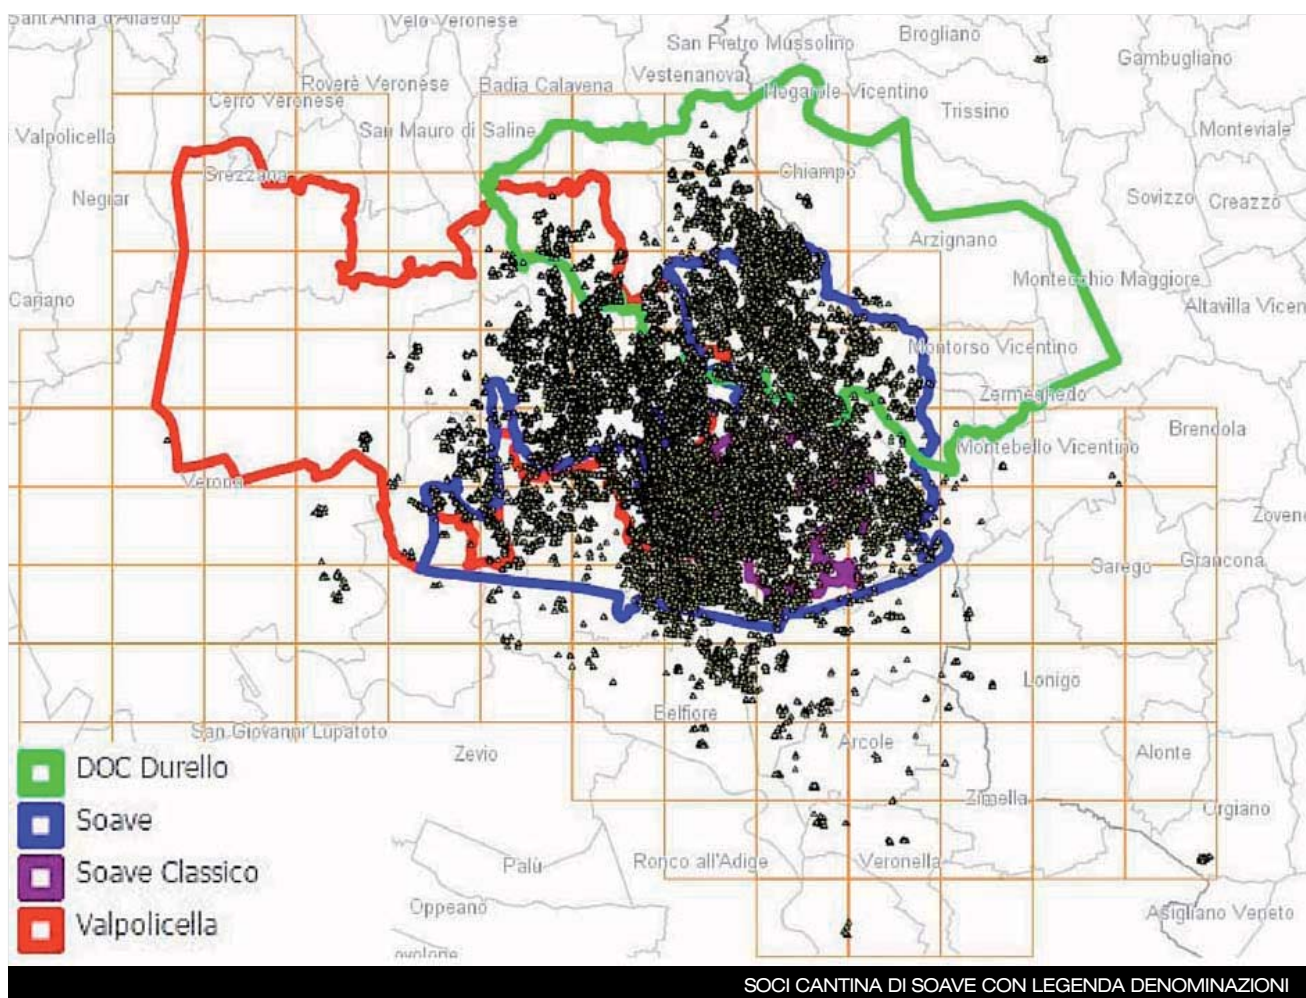 Sant'Anna d'Alfaedo
Velo Veronese
San Pietro Mussolino
Brogliano
Gambugliano
Roverè Veronese
Badia Calavena
Vestenanova
Nogarole Vicentino
Cerro Veronese
Trissino
Valpolicella
San Mauro di Saline
Monteviale
Grezzana
Chiampo
Negrar
Sovizzo
Creazzo
Arzignano
Cariano
Montecchio Maggiore
Altavilla Vicen
Montorso Vicentino
Zermeghedo
Brendola
Montebello Vicentino
Verona
Zoven
Sarego
Grancona
Lonigo
Belfiore
San Giovanni Lupatoto
Zevio
Arcole
Alonte
DOC Durello
Zimella
Orgiano
Soave
Palù
Ronco all'Adige
Veronella
Soave Classico
Oppeano
Asigliano Veneto
Valpolicella
SOCI CANTINA DI SOAVE CON LEGENDA DENOMINAZIONI